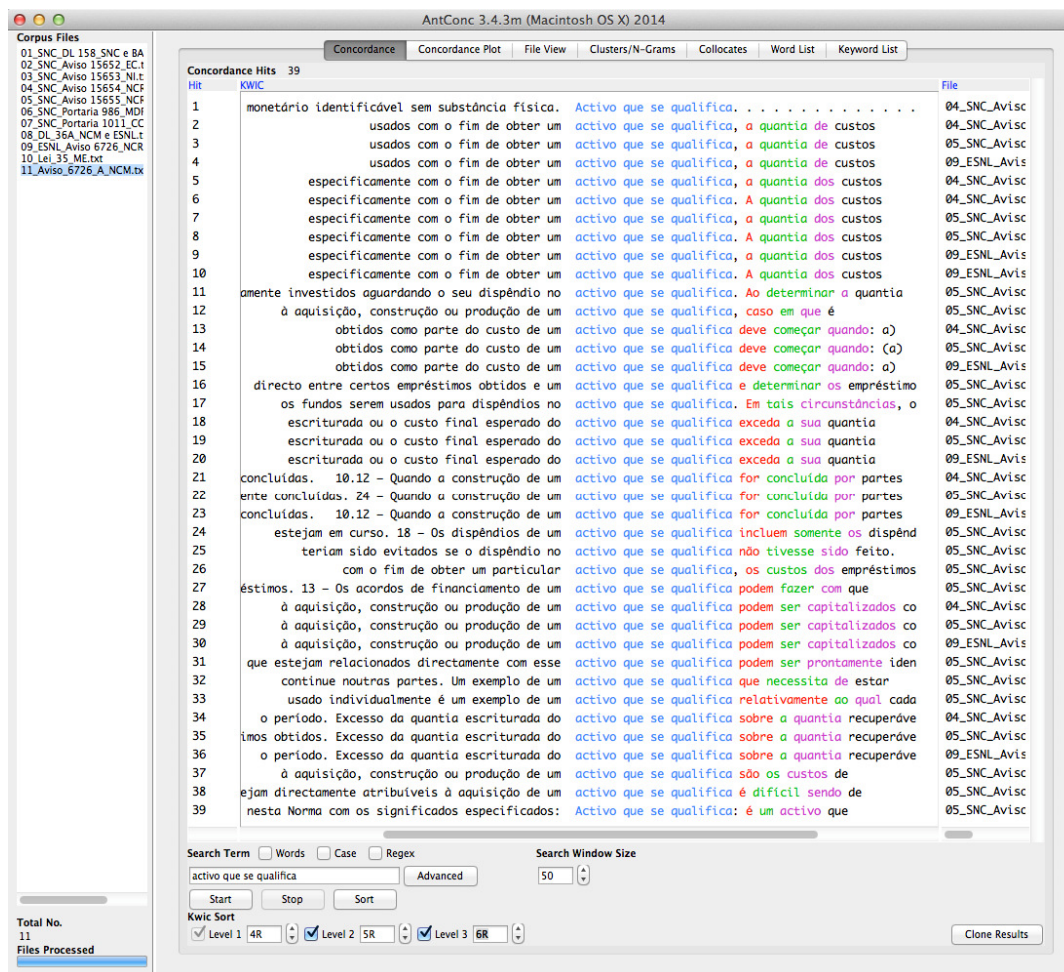 AntConc 3.4.3m (Macintosh OS X) 2014
Corpus Files
01_SNC_DL 158_SNC e BA
02_SNC_Aviso 15652_EC.t
03_SNC_Aviso 15653_NI.t
04_SNC_Aviso 15654_NCR
05_SNC_Aviso 15655_NCR
06_SNC_Portaria 986_MDF
07_SNC_Portaria 1011_CC
08_DL_36A_NCM e ESNL.t
09_ESNL_Aviso 6726_NCR
10_Lei_35_ME.txt
11_Aviso_6726_A_NCM.tx
Total No.
11
Files Processed
Concordance Concordance Plot File View Clusters/N-Grams Collocates Word List Keyword List
Concordance Hits 39
Hit KWIC File
1 monetário identificável sem substância física. Activo que se qualifica. . . . . . . . . . . . . . . 04_SNC_Avisc
2 usados com o fim de obter um activo que se qualifica, a quantia de custos 04_SNC_Avisc
3 usados com o fim de obter um activo que se qualifica, a quantia de custos 05_SNC_Avisc
4 usados com o fim de obter um activo que se qualifica, a quantia de custos 09_ESNL_Avis
5 especificamente com o fim de obter um activo que se qualifica, a quantia dos custos 04_SNC_Avisc
6 especificamente com o fim de obter um activo que se qualifica. A quantia dos custos 04_SNC_Avisc
7 especificamente com o fim de obter um activo que se qualifica, a quantia dos custos 05_SNC_Avisc
8 especificamente com o fim de obter um activo que se qualifica. A quantia dos custos 05_SNC_Avisc
9 especificamente com o fim de obter um activo que se qualifica, a quantia dos custos 09_ESNL_Avis
10 especificamente com o fim de obter um activo que se qualifica. A quantia dos custos 09_ESNL_Avis
11 amente investidos aguardando o seu dispêndio no activo que se qualifica. Ao determinar a quantia 05_SNC_Avisc
12 à aquisição, construção ou produção de um activo que se qualifica, caso em que é 05_SNC_Avisc
13 obtidos como parte do custo de um activo que se qualifica deve começar quando: a) 04_SNC_Avisc
14 obtidos como parte do custo de um activo que se qualifica deve começar quando: (a) 05_SNC_Avisc
15 obtidos como parte do custo de um activo que se qualifica deve começar quando: a) 09_ESNL_Avis
16 directo entre certos empréstimos obtidos e um activo que se qualifica e determinar os empréstimo 05_SNC_Avisc
17 os fundos serem usados para dispêndios no activo que se qualifica. Em tais circunstâncias, o 05_SNC_Avisc
18 escriturada ou o custo final esperado do activo que se qualifica exceda a sua quantia 04_SNC_Avisc
19 escriturada ou o custo final esperado do activo que se qualifica exceda a sua quantia 05_SNC_Avisc
20 escriturada ou o custo final esperado do activo que se qualifica exceda a sua quantia 09_ESNL_Avis
21 concluídas. 10.12 – Quando a construção de um activo que se qualifica for concluída por partes 04_SNC_Avisc
22 ente concluídas. 24 – Quando a construção de um activo que se qualifica for concluída por partes 05_SNC_Avisc
23 concluídas. 10.12 – Quando a construção de um activo que se qualifica for concluída por partes 09_ESNL_Avis
24 estejam em curso. 18 – Os dispêndios de um activo que se qualifica incluem somente os dispênd 05_SNC_Avisc
25 teriam sido evitados se o dispêndio no activo que se qualifica não tivesse sido feito. 05_SNC_Avisc
26 com o fim de obter um particular activo que se qualifica, os custos dos empréstimos 05_SNC_Avisc
27 éstimos. 13 – Os acordos de financiamento de um activo que se qualifica podem fazer com que 05_SNC_Avisc
28 à aquisição, construção ou produção de um activo que se qualifica podem ser capitalizados co 04_SNC_Avisc
29 à aquisição, construção ou produção de um activo que se qualifica podem ser capitalizados co 05_SNC_Avisc
30 à aquisição, construção ou produção de um activo que se qualifica podem ser capitalizados co 09_ESNL_Avis
31 que estejam relacionados directamente com esse activo que se qualifica podem ser prontamente iden 05_SNC_Avisc
32 continue noutras partes. Um exemplo de um activo que se qualifica que necessita de estar 05_SNC_Avisc
33 usado individualmente é um exemplo de um activo que se qualifica relativamente ao qual cada 05_SNC_Avisc
34 o período. Excesso da quantia escriturada do activo que se qualifica sobre a quantia recuperáve 04_SNC_Avisc
35 imos obtidos. Excesso da quantia escriturada do activo que se qualifica sobre a quantia recuperáve 05_SNC_Avisc
36 o período. Excesso da quantia escriturada do activo que se qualifica sobre a quantia recuperáve 09_ESNL_Avis
37 à aquisição, construção ou produção de um activo que se qualifica são os custos de 05_SNC_Avisc
38 ejam directamente atribuíveis à aquisição de um activo que se qualifica é difícil sendo de 05_SNC_Avisc
39 nesta Norma com os significados especificados: Activo que se qualifica: é um activo que 05_SNC_Avisc
Search Term Words Case Regex Search Window Size
activo que se qualifica Advanced 50
Start Stop Sort
Kwic Sort
Level 1 4R Level 2 5R Level 3 6R Clone Results